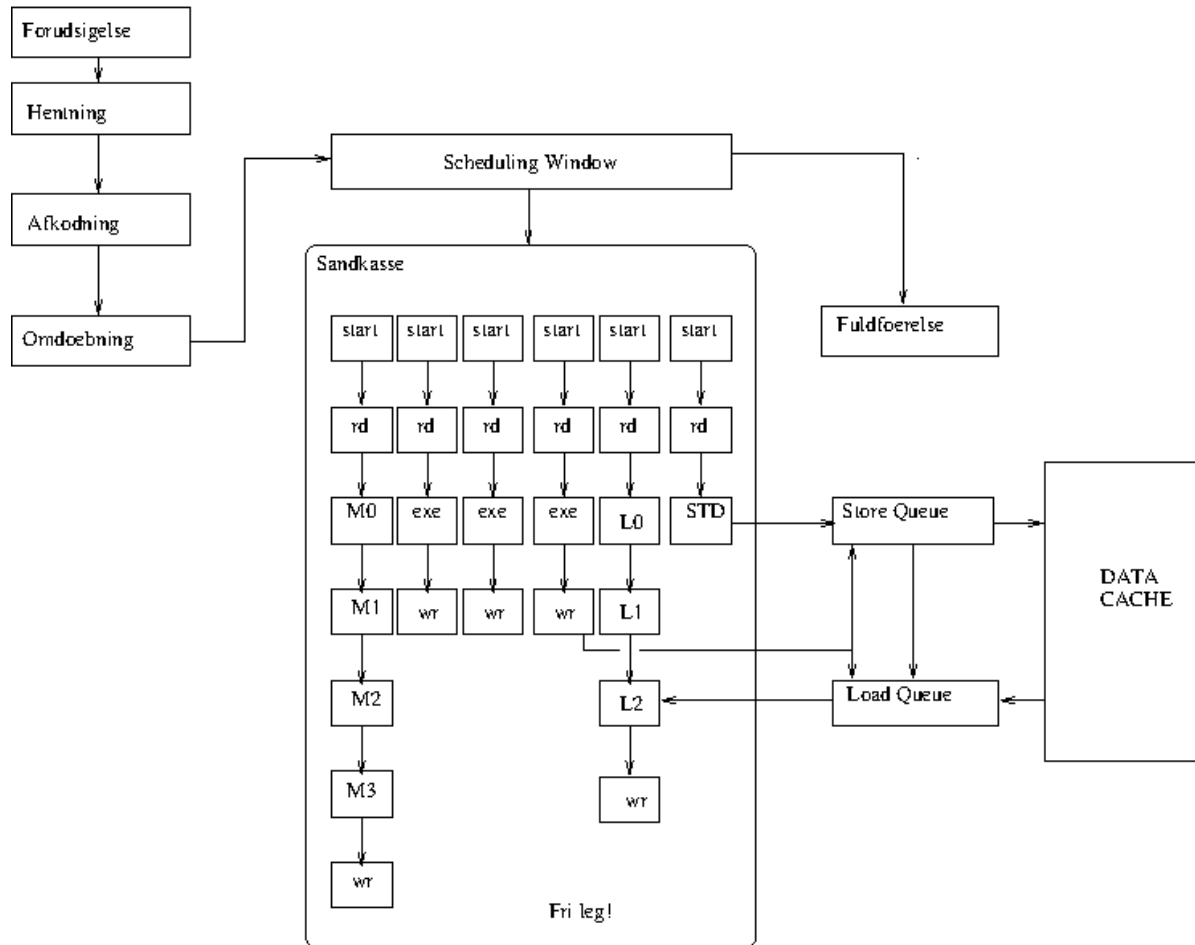 Forudsigelse
Hentning
Scheduling Window
Afkodning
Sandkasse
Omdoebning
Fuldfoerelse
start start start start start start
rd rd rd rd rd rd
M0 exe exe exe L0 STD
Store Queue
DATA
CACHE
M1 wr wr wr L1
M2 L2
Load Queue
M3
wr
wr
Fri leg!